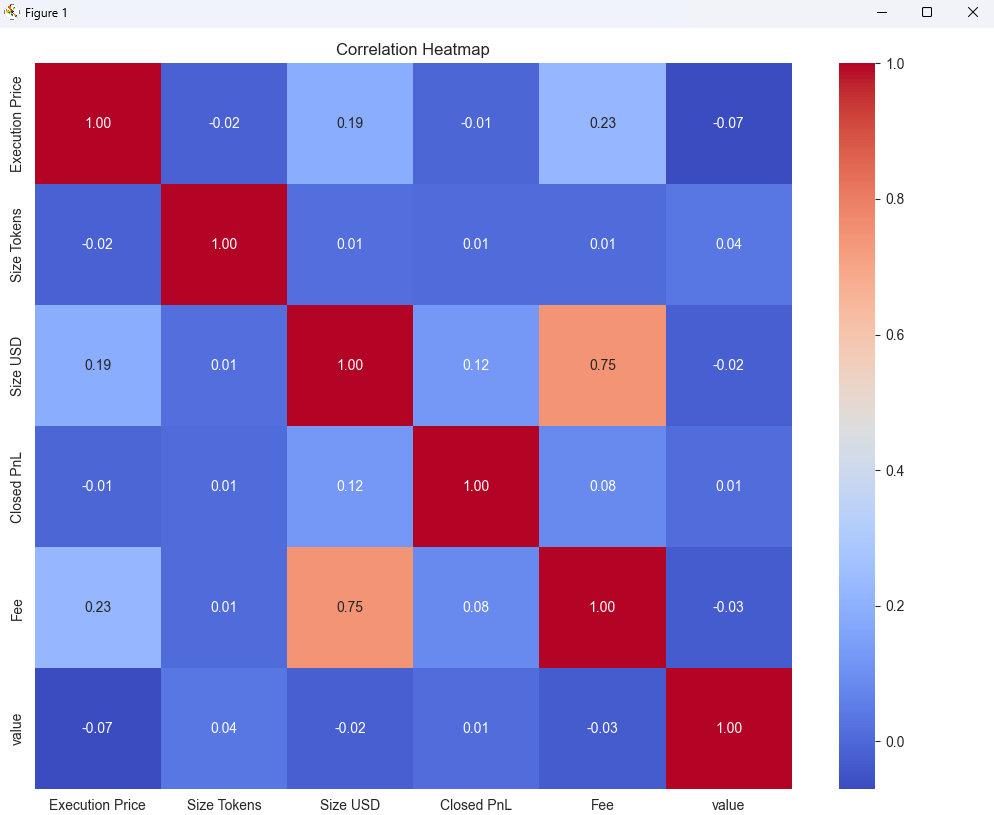 Figure 1
Correlation Heatmap
Execution Price 1.00 -0.02 0.19 -0.01 0.23 -0.07
Size Tokens -0.02 1.00 0.01 0.01 0.01 0.04
Size USD 0.19 0.01 1.00 0.12 0.75 -0.02
Closed PnL -0.01 0.01 0.12 1.00 0.08 0.01
Fee 0.23 0.01 0.75 0.08 1.00 -0.03
value -0.07 0.04 -0.02 0.01 -0.03 1.00
Execution Price Size Tokens Size USD Closed PnL Fee value
1.0
0.8
0.6
0.4
0.2
0.0